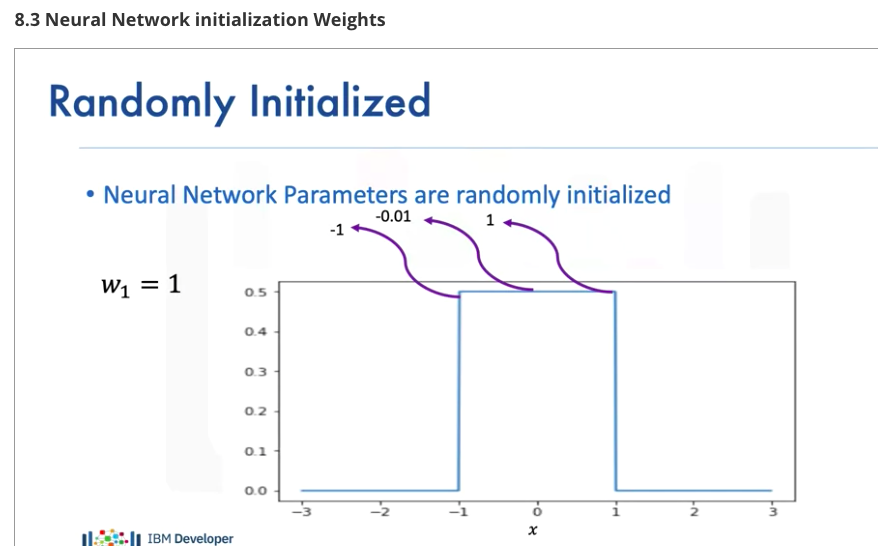 8.3 Neural Network initialization Weights
Randomly Initialized
• Neural Network Parameters are randomly initialized
-1 -0.01 1
w₁ = 1
0.5
0.4
0.3
0.2
0.1
0.0
−3 −2 −1 0 1 2 3
x
IBM Developer